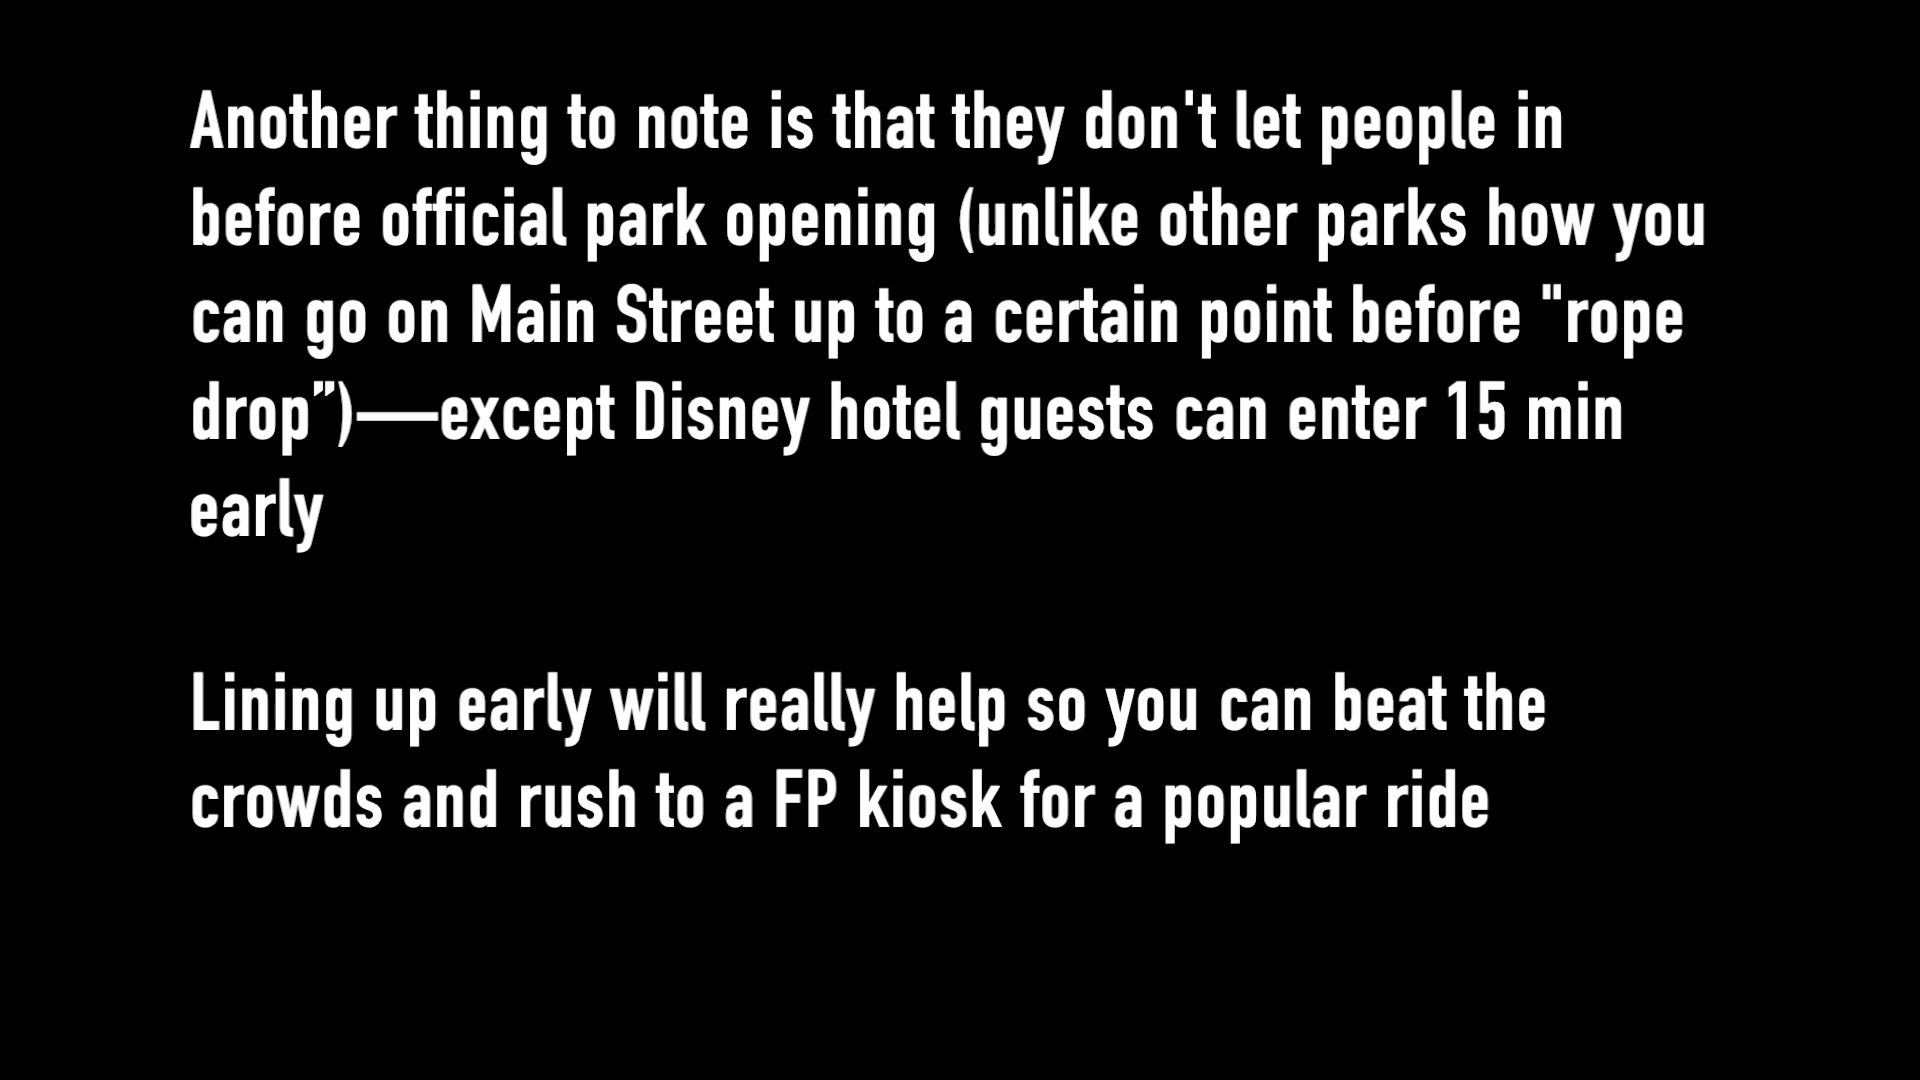 Another thing to note is that they don't let people in
before official park opening (unlike other parks how you
can go on Main Street up to a certain point before "rope
drop”)—except Disney hotel guests can enter 15 min
early
Lining up early will really help so you can beat the
crowds and rush to a FP kiosk for a popular ride